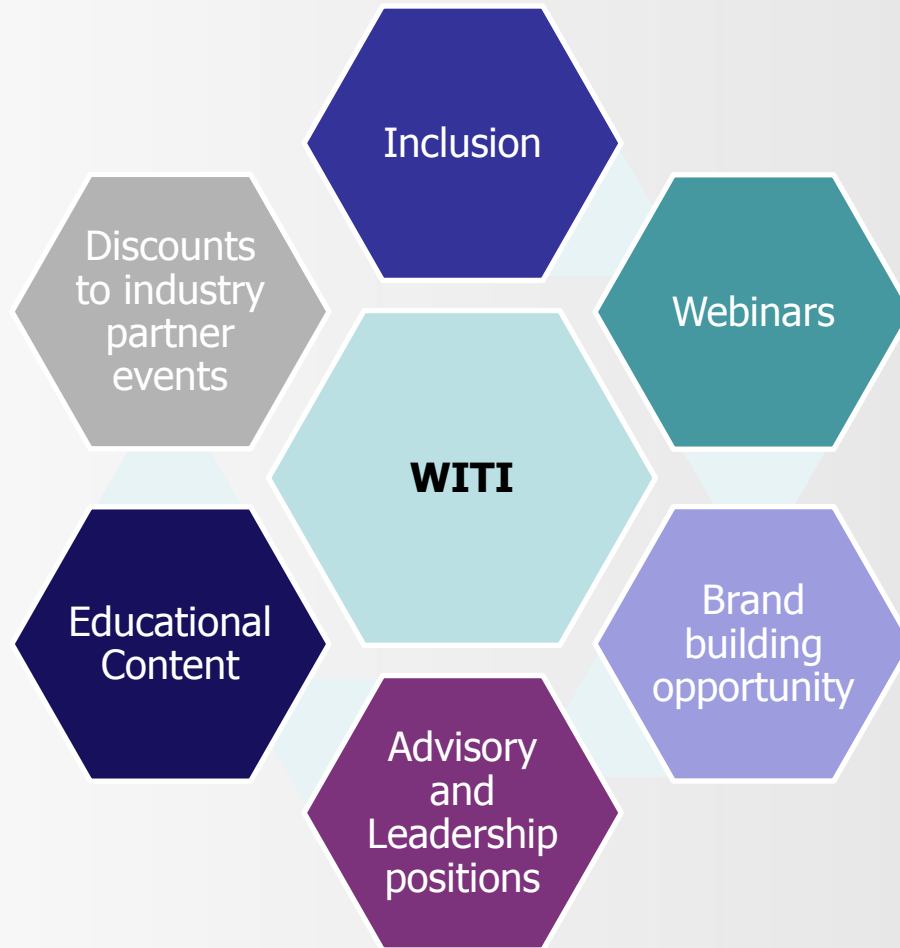 Inclusion
Discounts
to industry
partner
events
Webinars
WITI
Educational
Content
Brand
building
opportunity
Advisory
and
Leadership
positions